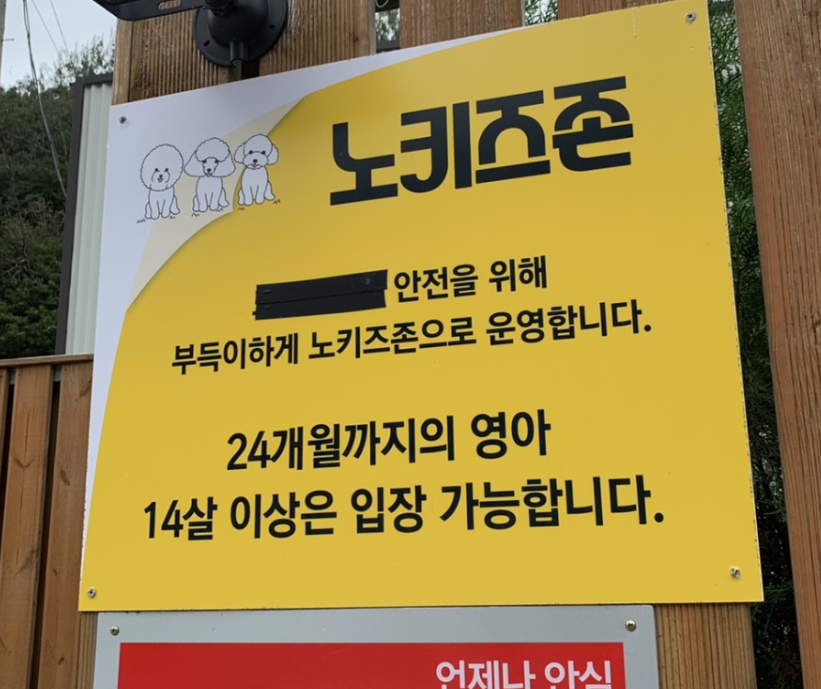 노키즈존
안전을 위해
부득이하게 노키즈존으로 운영합니다.
24개월까지의 영아
14살 이상은 입장 가능합니다.
언제나 안심